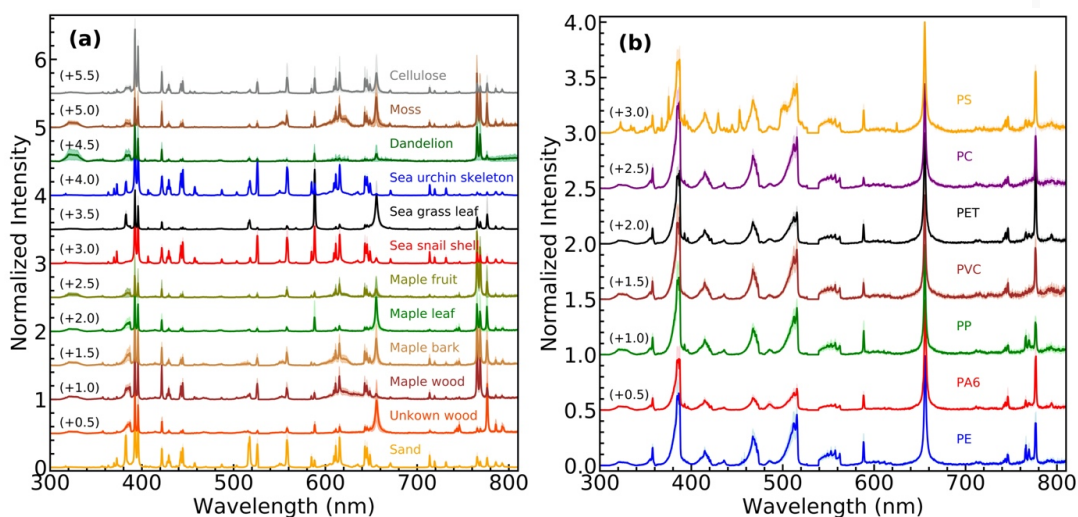 (a)
6
5
4
3
2
1
0
Normalized Intensity
(+5.5)
Cellulose
(+5.0)
Moss
(+4.5)
Dandelion
(+4.0)
Sea urchin skeleton
(+3.5)
Sea grass leaf
(+3.0)
Sea snail shell
(+2.5)
Maple fruit
(+2.0)
Maple leaf
(+1.5)
Maple bark
(+1.0)
Maple wood
(+0.5)
Unkown wood
Sand
300 400 500 600 700 800
Wavelength (nm)
(b)
4.0
3.5
3.0
2.5
2.0
1.5
1.0
0.5
0.0
Normalized Intensity
(+3.0)
PS
(+2.5)
PC
(+2.0)
PET
(+1.5)
PVC
(+1.0)
PP
(+0.5)
PA6
PE
300 400 500 600 700 800
Wavelength (nm)